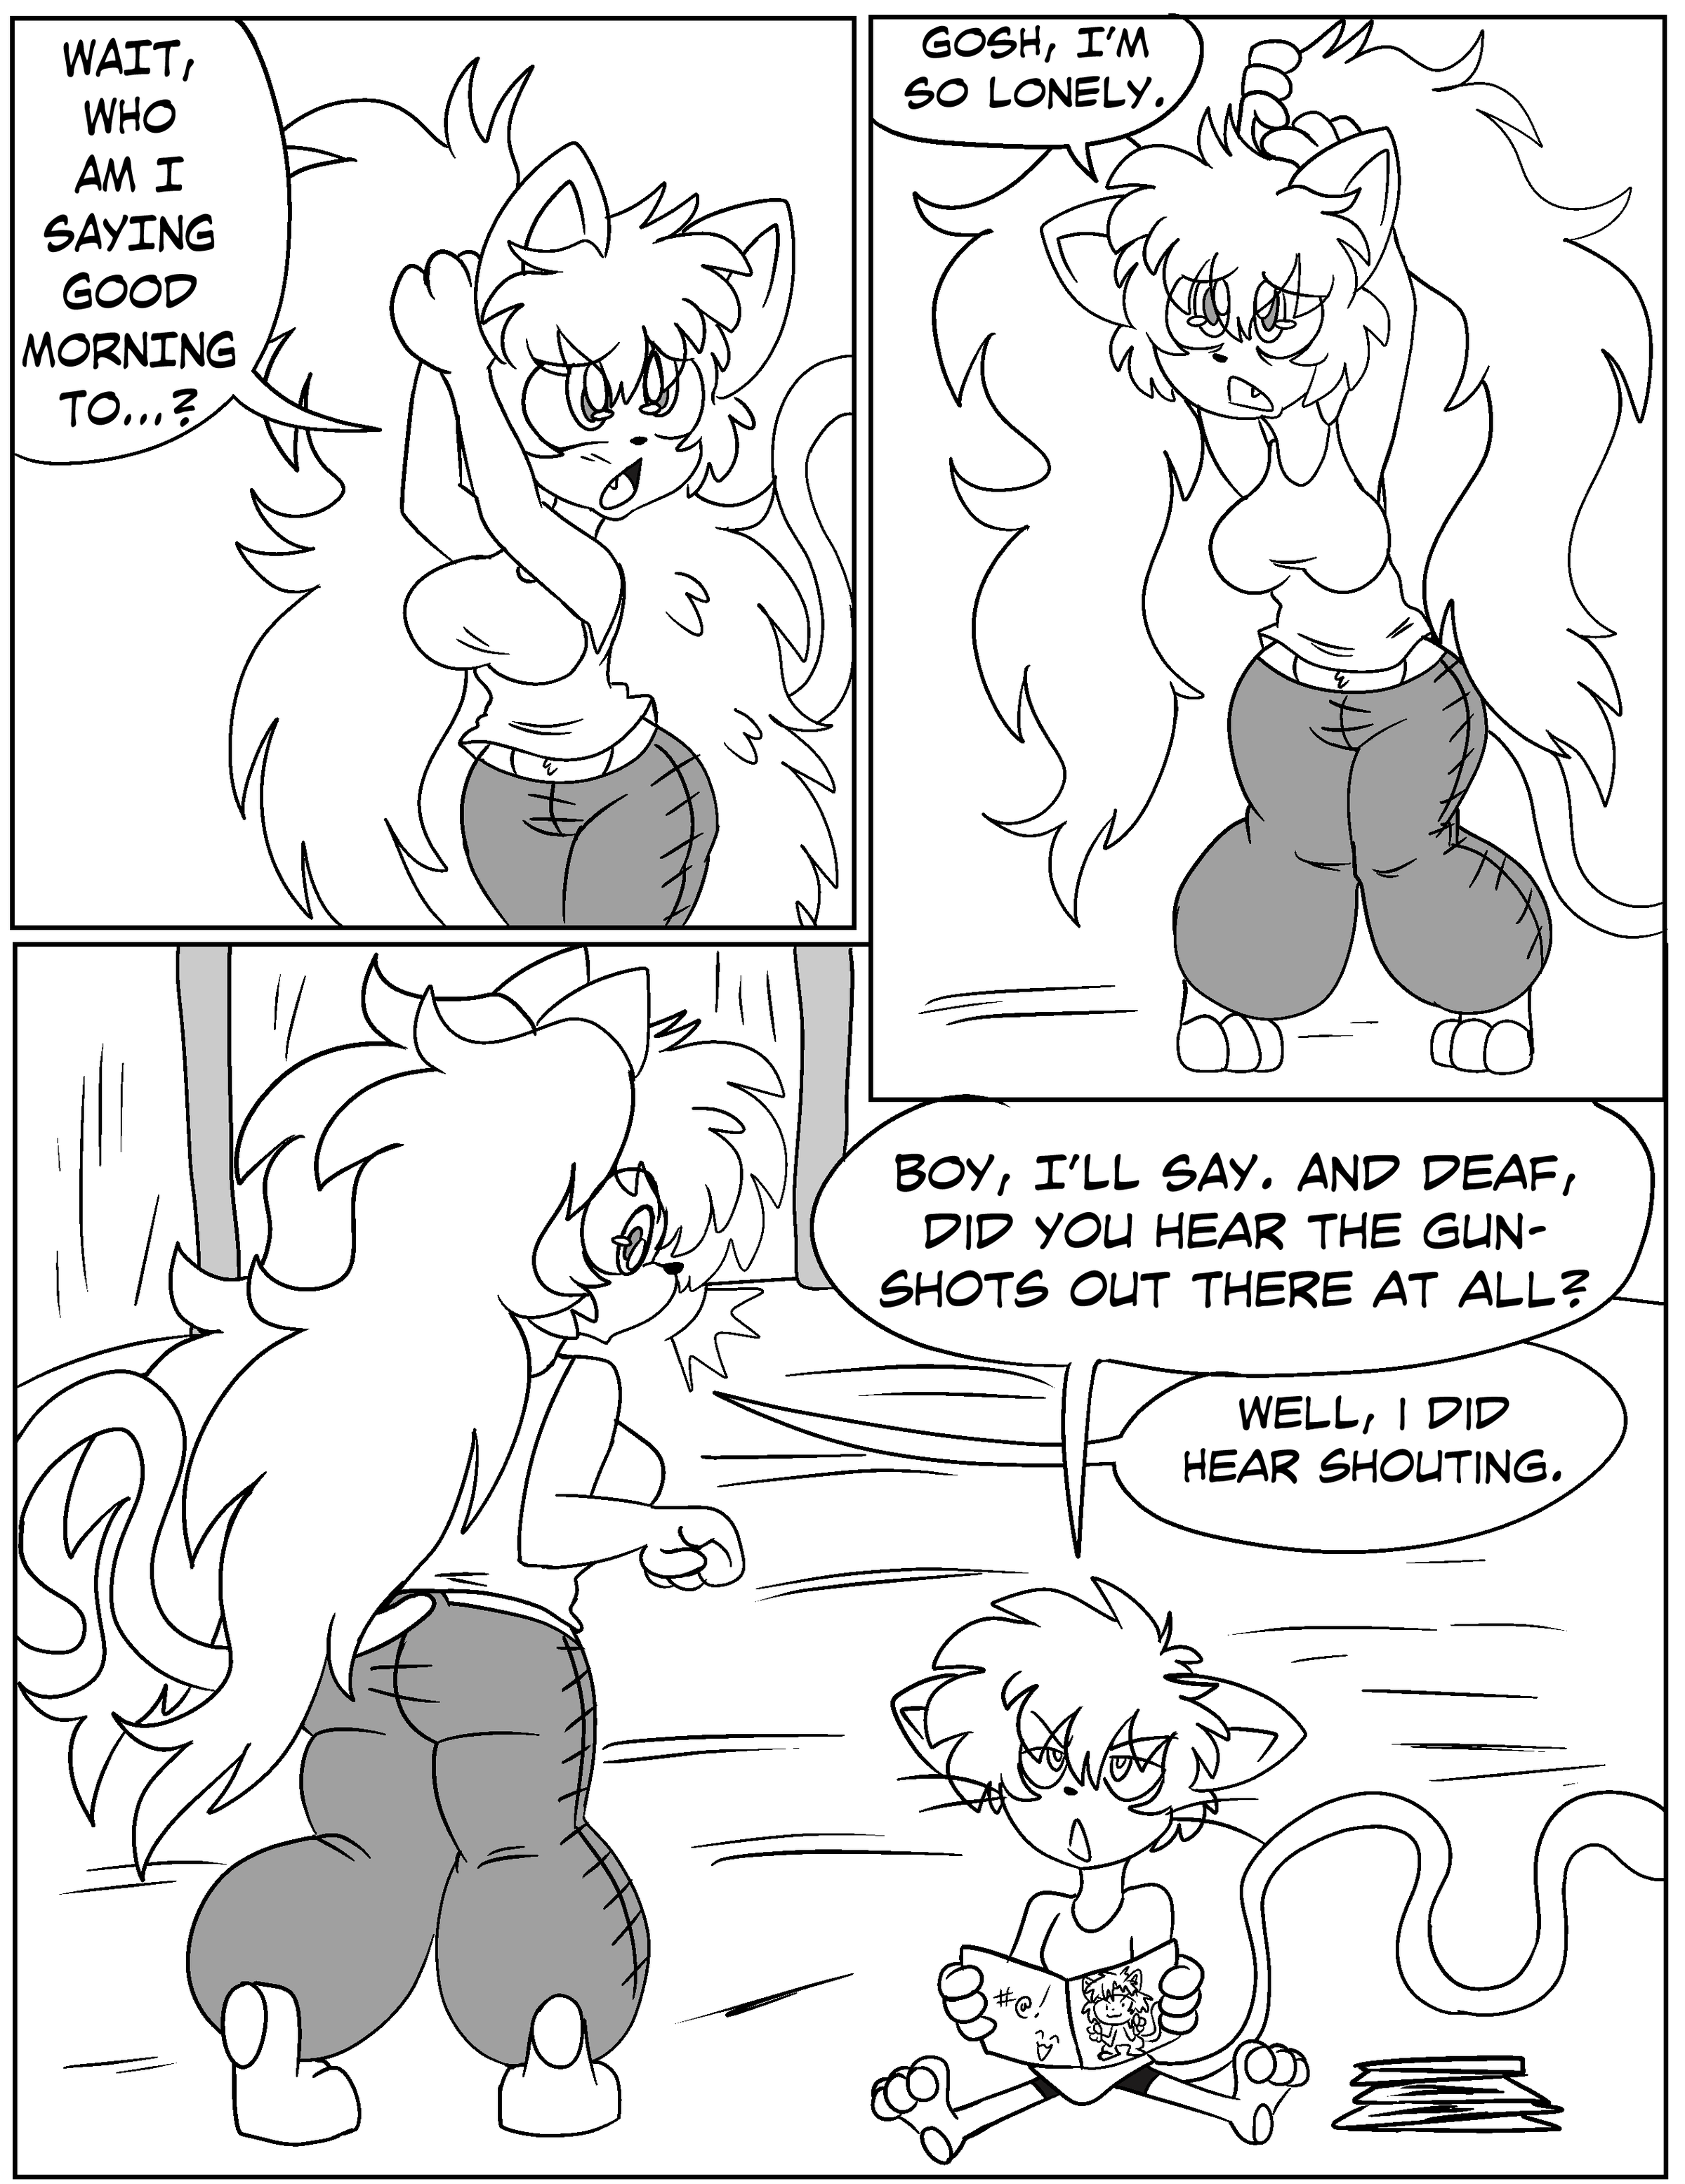 WAIT,
WHO
AM I
SAYING
GOOD
MORNING
TO...?
GOSH, I'M
SO LONELY.
BOY, I'LL SAY. AND DEAF,
DID YOU HEAR THE GUN-
SHOTS OUT THERE AT ALL?
WELL, I DID
HEAR SHOUTING.
#@!